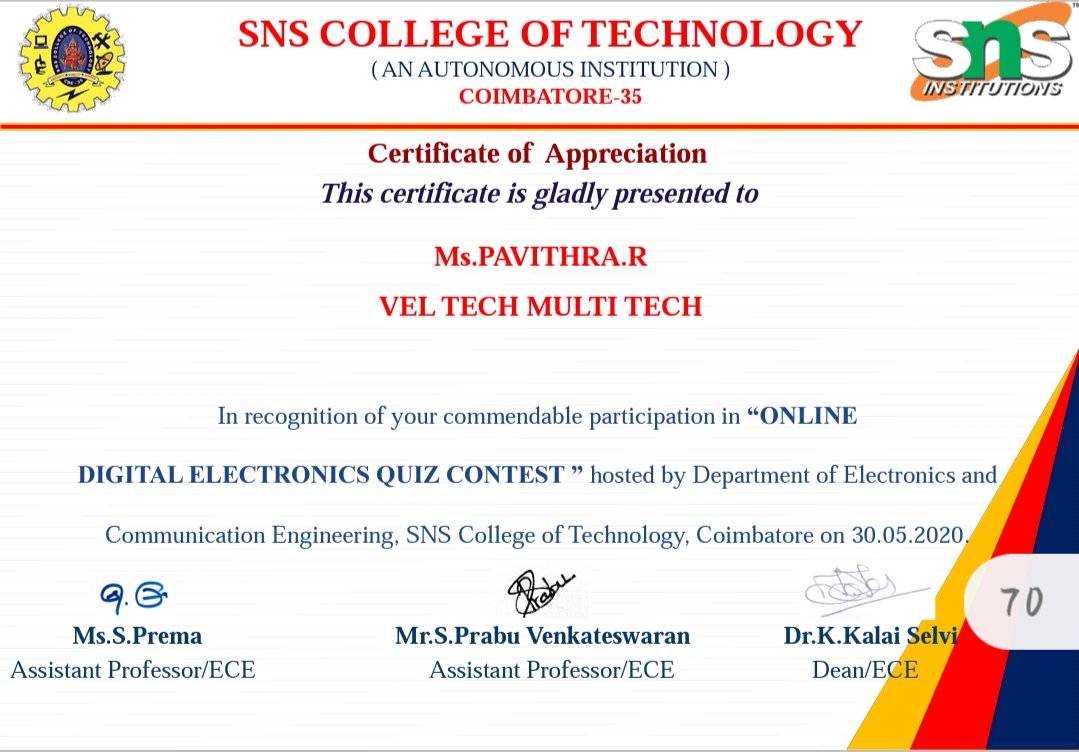 SNS COLLEGE OF TECHNOLOGY
( AN AUTONOMOUS INSTITUTION )
COIMBATORE-35
sns
INSTITUTIONS
TM
Certificate of Appreciation
This certificate is gladly presented to
Ms.PAVITHRA.R
VEL TECH MULTI TECH
In recognition of your commendable participation in “ONLINE
DIGITAL ELECTRONICS QUIZ CONTEST ” hosted by Department of Electronics and
Communication Engineering, SNS College of Technology, Coimbatore on 30.05.2020.
Ms.S.Prema
Mr.S.Prabu Venkateswaran
Dr.K.Kalai Selvi
Assistant Professor/ECE
Assistant Professor/ECE
Dean/ECE
70